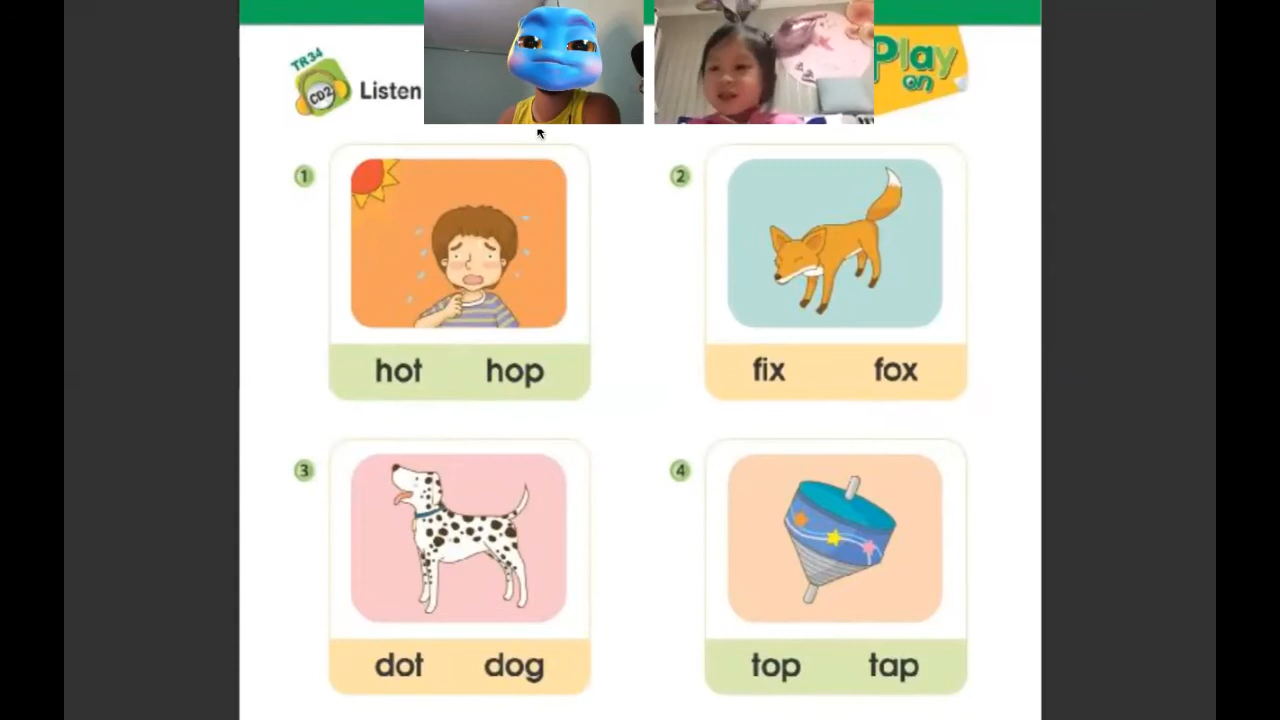 TR34
CD2
Listen
Play
on
1
2
hot hop
fix fox
3
4
dot dog
top tap